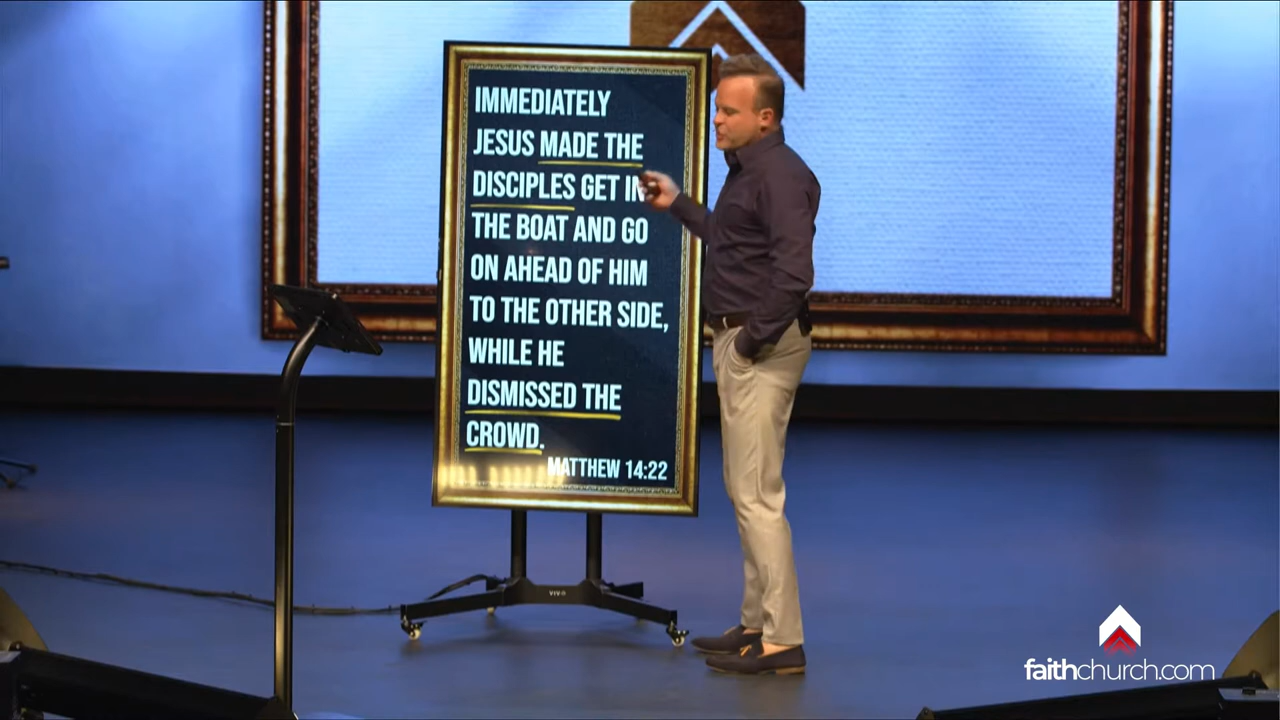 IMMEDIATELY
JESUS MADE THE
DISCIPLES GET IN
THE BOAT AND GO
ON AHEAD OF HIM
TO THE OTHER SIDE,
WHILE HE
DISMISSED THE
CROWD.
MATTHEW 14:22
VIVO
faithchurch.com